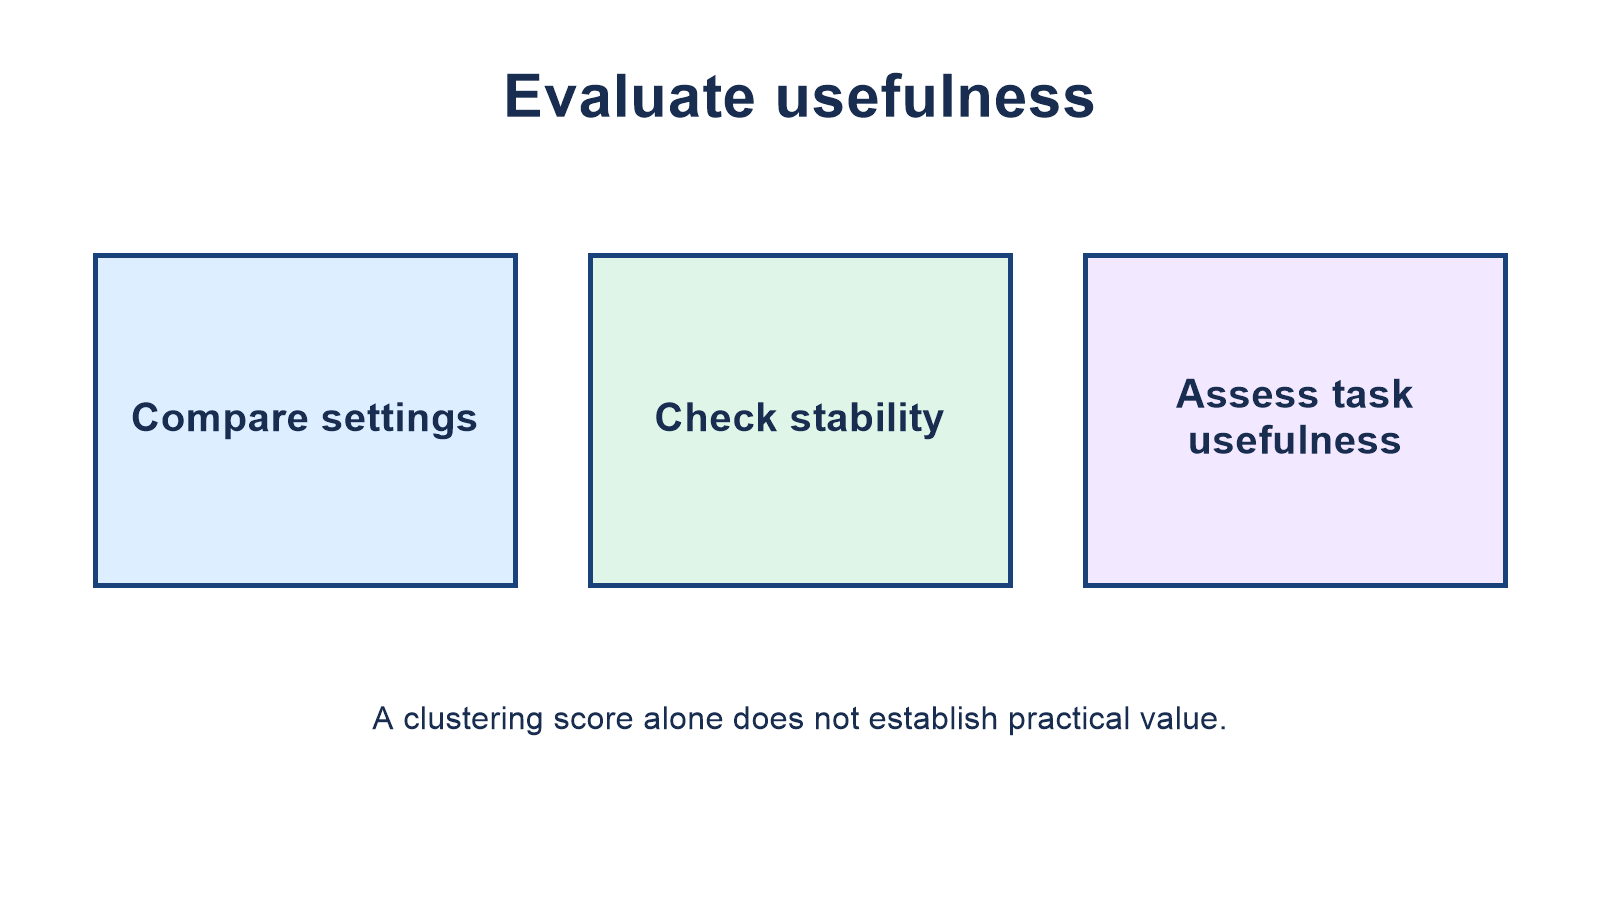 Evaluate usefulness
Compare settings
Check stability
Assess task
usefulness
A clustering score alone does not establish practical value.